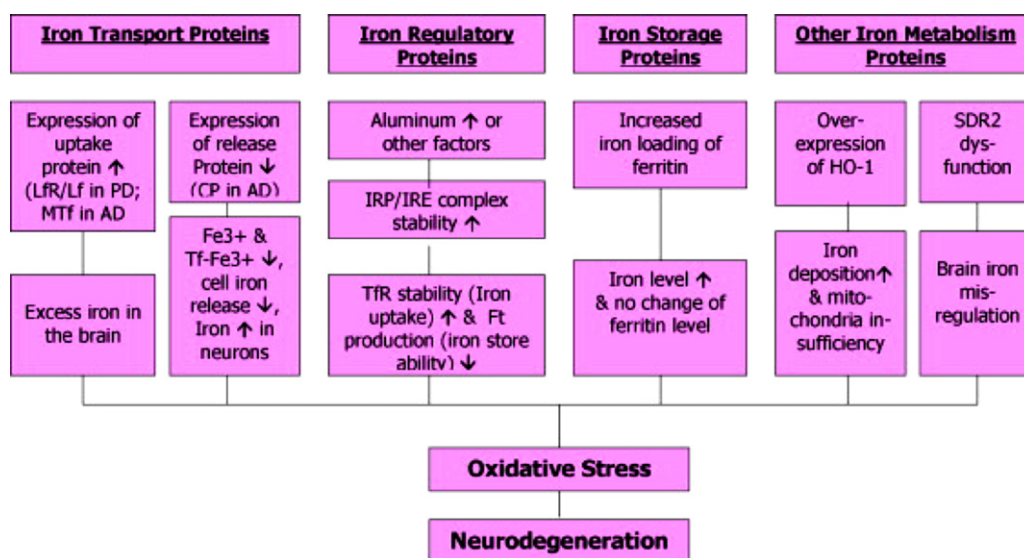 Iron Transport Proteins
Iron Regulatory
Proteins
Iron Storage
Proteins
Other Iron Metabolism
Proteins
Expression of
uptake
protein ↑
(LfR/Lf in PD;
MTf in AD
Expression
of release
Protein ↓
(CP in AD)
Aluminum ↑ or
other factors
Increased
iron loading of
ferritin
Over-
expression
of HO-1
SDR2
dys-
function
IRP/IRE complex
stability ↑
Fe3+ &
Tf-Fe3+ ↓,
cell iron
release ↓,
Iron ↑ in
neurons
Excess iron in
the brain
TfR stability (Iron
uptake) ↑ & Ft
production (iron store
ability) ↓
Iron level ↑
& no change of
ferritin level
Iron
deposition↑
& mito-
chondria in-
sufficiency
Brain iron
mis-
regulation
Oxidative Stress
Neurodegeneration